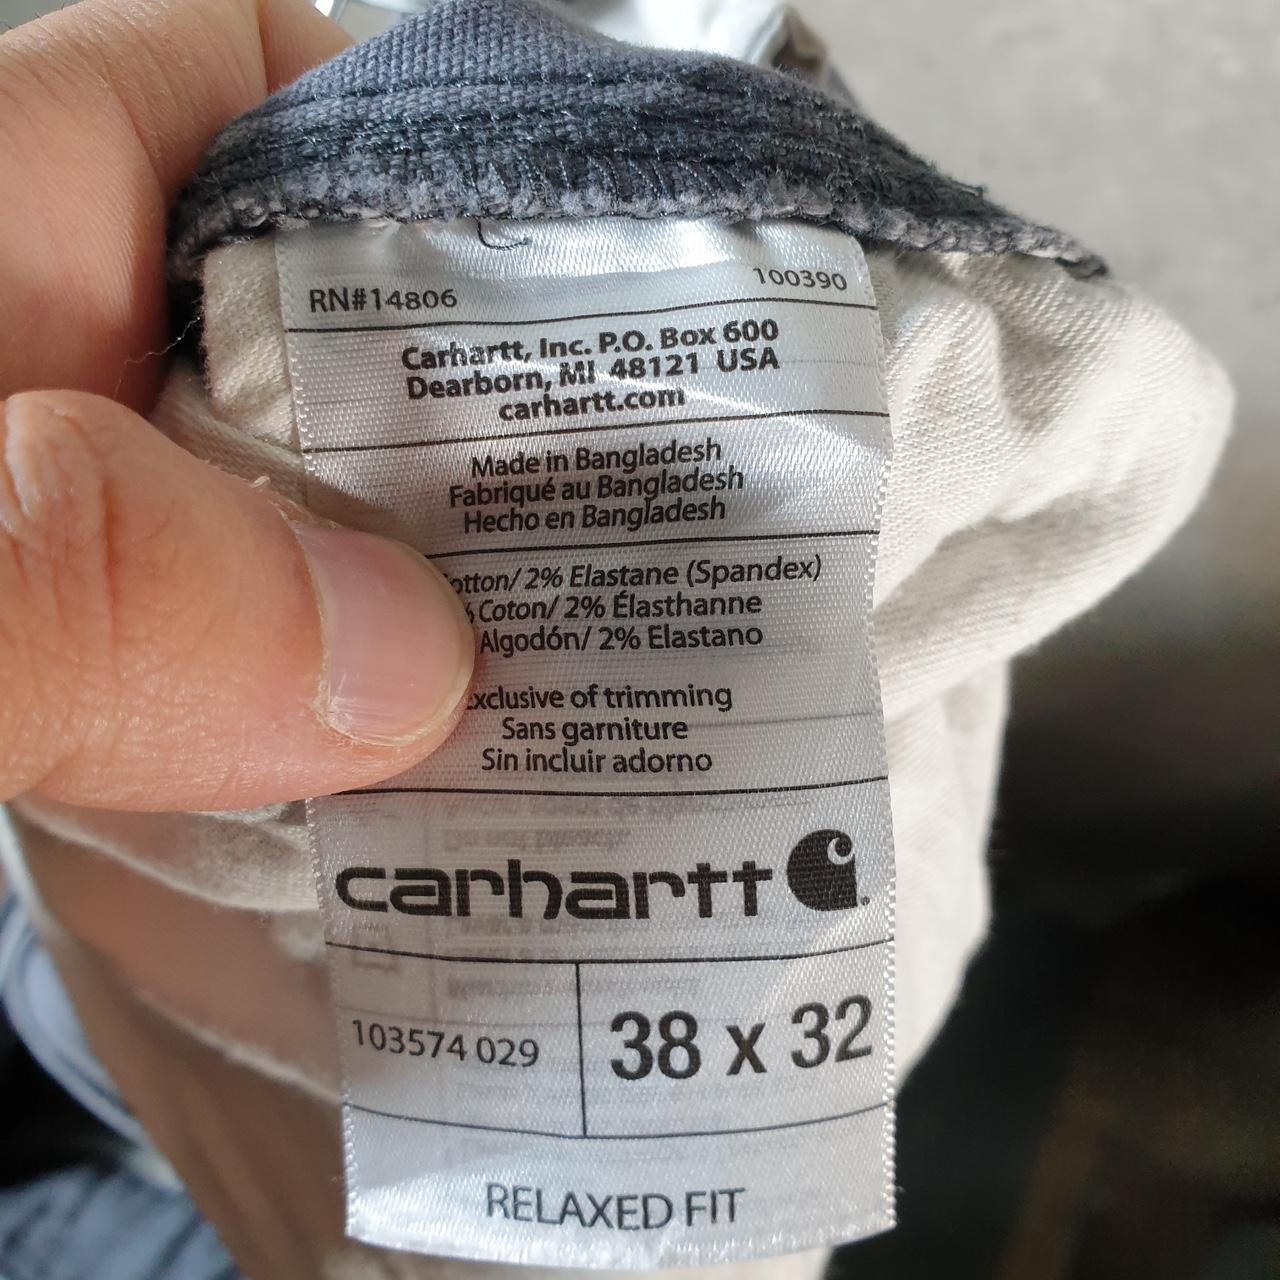 RN#14806 100390
Carhartt, Inc. P.O. Box 600
Dearborn, MI 48121 USA
carhartt.com
Made in Bangladesh
Fabriqué au Bangladesh
Hecho en Bangladesh
otton/ 2% Elastane (Spandex)
% Coton/ 2% Élasthanne
Algodón/ 2% Elastano
Exclusive of trimming
Sans garniture
Sin incluir adorno
carhartt
103574 029 38 x 32
RELAXED FIT